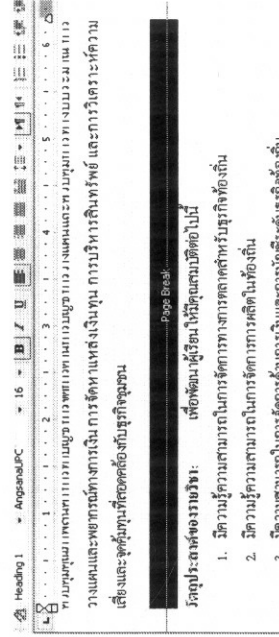 Heading 1 AngsanaUPC 16 B I U
1 2 3 4 5 6
วางแผนและพยากรณ์ทางการเงิน การจัดหาแหล่งเงินทุน การบริหารสินทรัพย์ และการวิเคราะห์ความ
เสี่ยงและจุดคุ้มทุนที่สอดคล้องกับธุรกิจชุมชน
Page Break
วัตถุประสงค์ของรายวิชา: เพื่อพัฒนาผู้เรียนให้มีคุณสมบัติต่อไปนี้
1. มีความรู้ความสามารถในการจัดการทางการตลาดสำหรับธุรกิจท้องถิ่น
2. มีความรู้ความสามารถในการจัดการการผลิตในท้องถิ่น